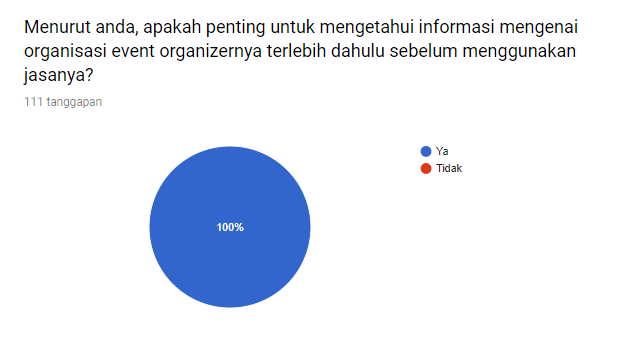 Menurut anda, apakah penting untuk mengetahui informasi mengenai
organisasi event organizernya terlebih dahulu sebelum menggunakan
jasanya?
111 tanggapan
Ya
Tidak
100%